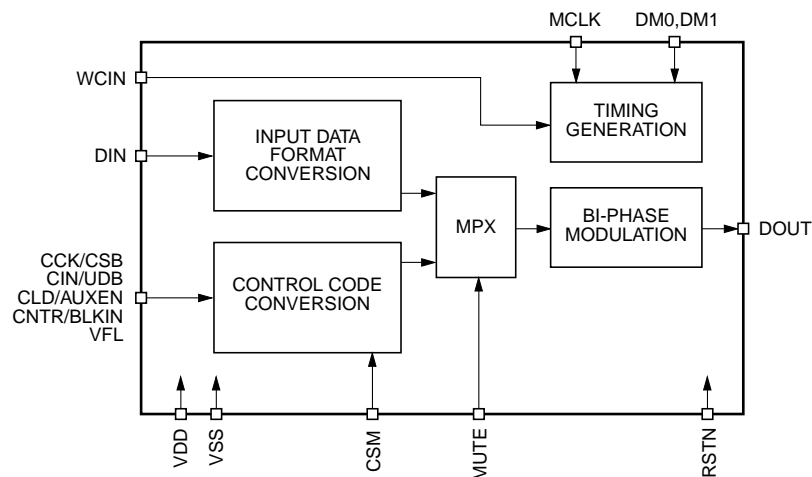 MCLK DM0,DM1
WCIN
TIMING
GENERATION
INPUT DATA
FORMAT
CONVERSION
DIN
MPX
BI-PHASE
MODULATION
DOUT
CCK/CSB
CIN/UDB
CLD/AUXEN
CNTR/BLKIN
VFL
CONTROL CODE
CONVERSION
VDD
VSS
CSM
MUTE
RSTN